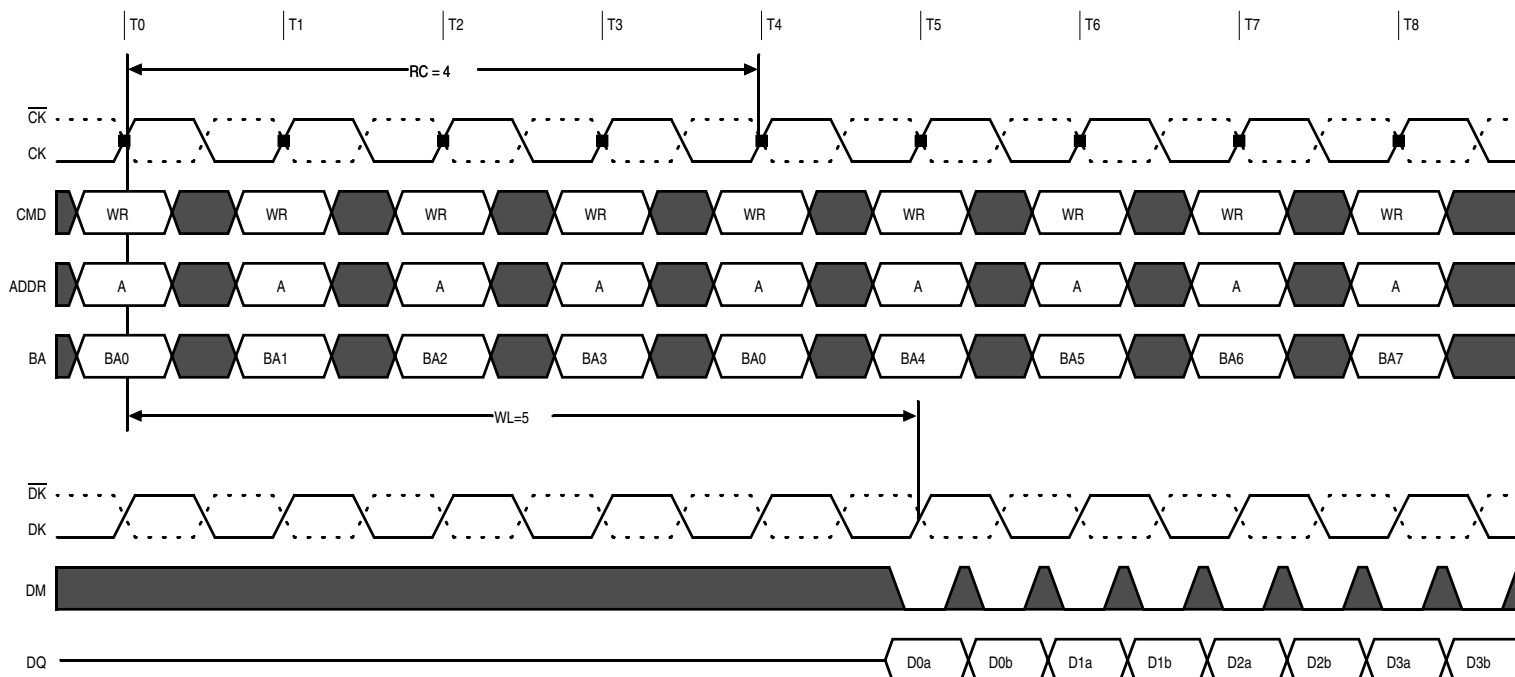 T0 T1 T2 T3 T4 T5 T6 T7 T8
RC = 4
CK
CK
CMD WR WR WR WR WR WR WR WR WR
ADDR A A A A A A A A A
BA BA0 BA1 BA2 BA3 BA0 BA4 BA5 BA6 BA7
WL=5
DK
DK
DM
DQ D0a D0b D1a D1b D2a D2b D3a D3b